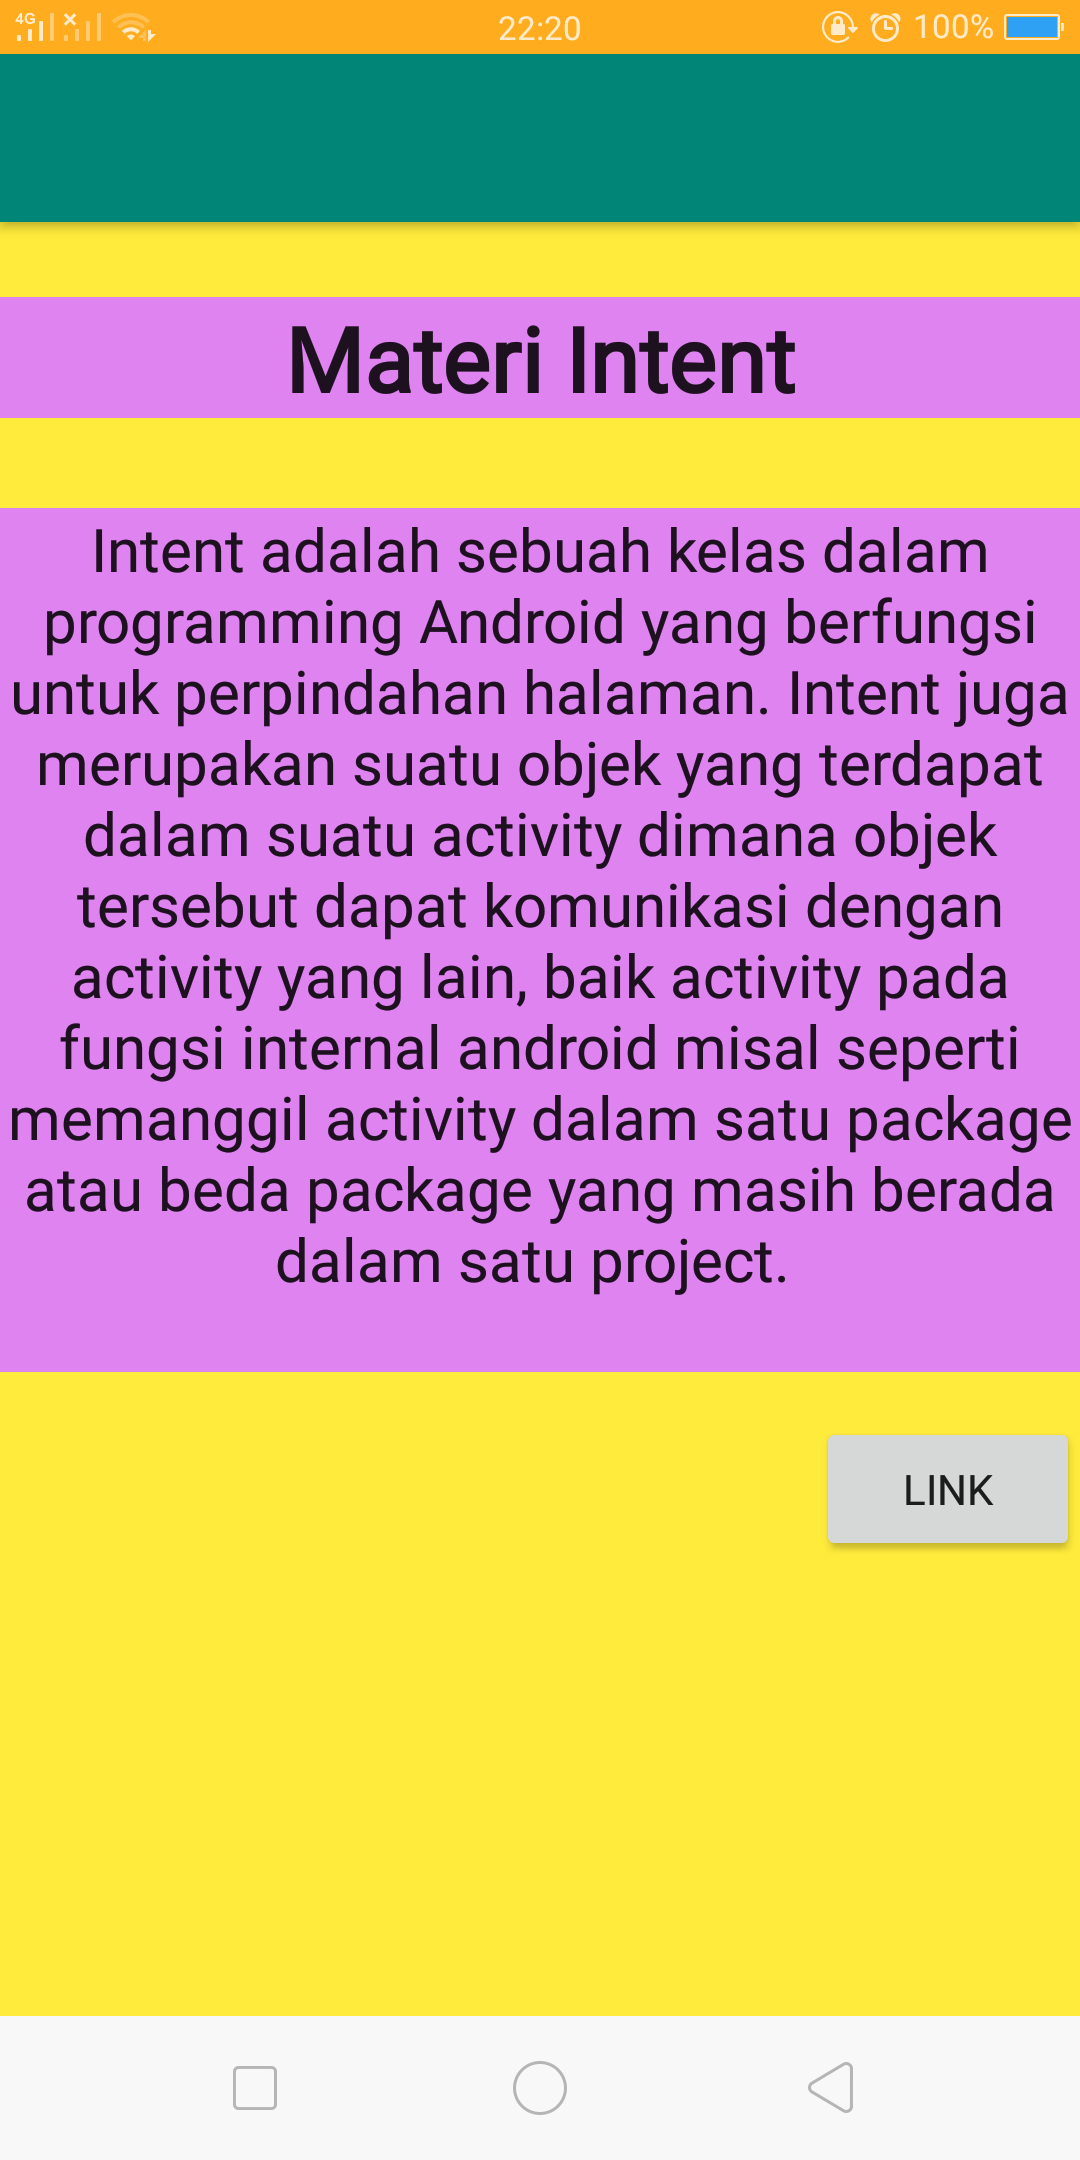 4G
22:20
100%
Materi Intent
Intent adalah sebuah kelas dalam
programming Android yang berfungsi
untuk perpindahan halaman. Intent juga
merupakan suatu objek yang terdapat
dalam suatu activity dimana objek
tersebut dapat komunikasi dengan
activity yang lain, baik activity pada
fungsi internal android misal seperti
memanggil activity dalam satu package
atau beda package yang masih berada
dalam satu project.
LINK